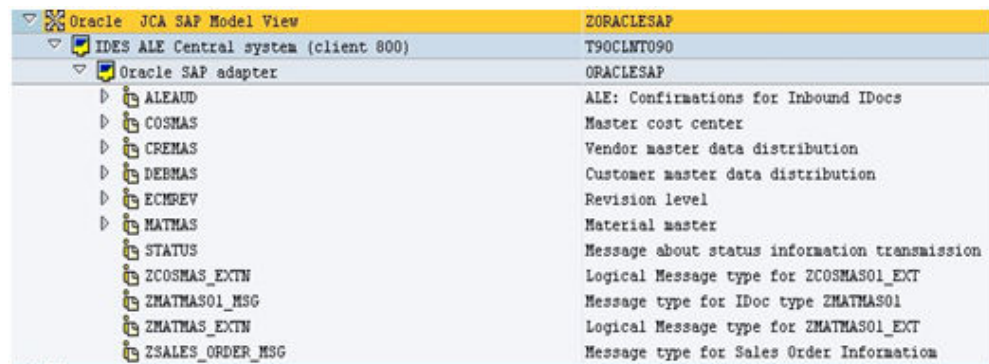 Oracle JCA SAP Model View ZORACLESAP
IDES ALE Central system (client 800) T90CLNT090
Oracle SAP adapter ORACLESAP
ALEAUD ALE: Confirmations for Inbound IDocs
COSMAS Master cost center
CREMAS Vendor master data distribution
DEBMAS Customer master data distribution
ECMREV Revision level
MATMAS Material master
STATUS Message about status information transmission
ZCOSMAS_EXTN Logical Message type for ZCOSMAS01_EXT
ZMATMAS01_MSG Message type for IDoc type ZMATMAS01
ZMATMAS_EXTN Logical Message type for ZMATMAS01_EXT
ZSALES_ORDER_MSG Message type for Sales Order Information